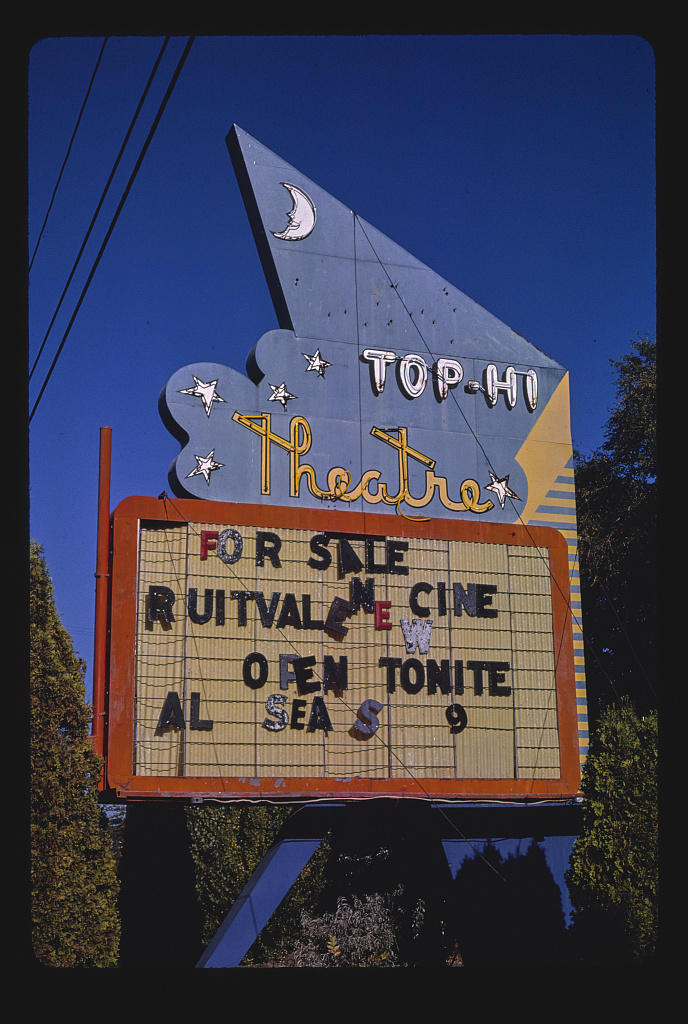 TOP-HI
Theatre
FOR SALE
RUITVALE NEW CINE
OPEN TONITE
AL SEAS 9